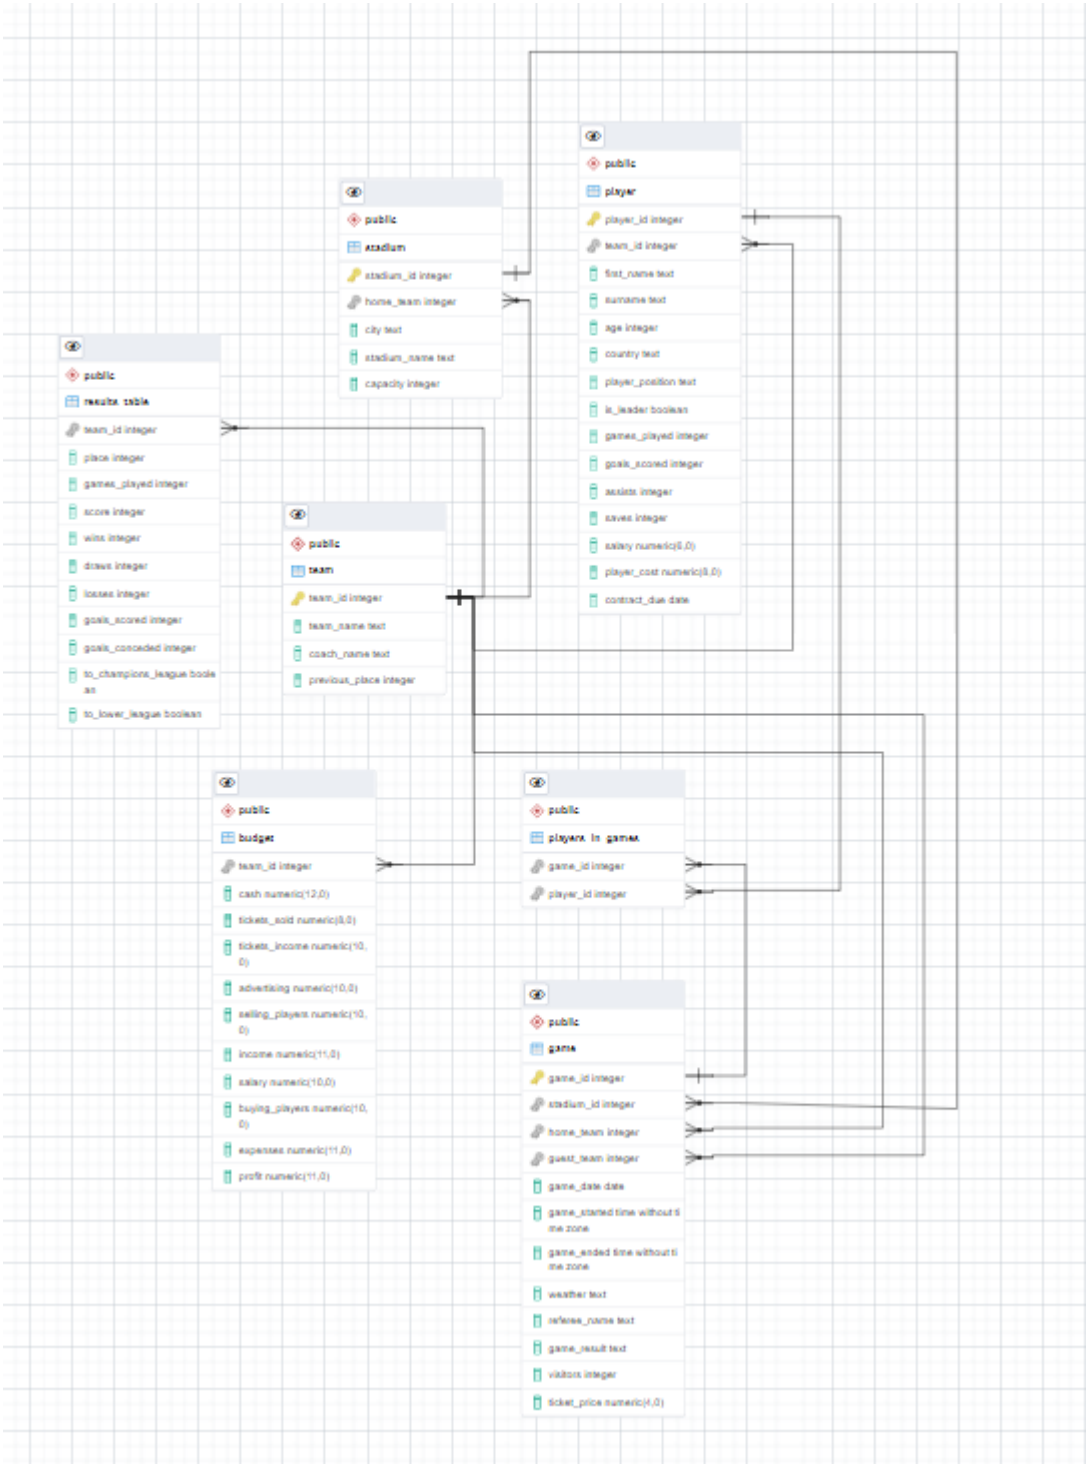 public
player
player_id integer
team_id integer
first_name text
surname text
age integer
country text
player_position text
is_leader boolean
games_played integer
goals_scored integer
assists integer
saves integer
salary numeric(6,0)
player_cost numeric(8,0)
contract_due date
public
stadium
stadium_id integer
home_team integer
city text
stadium_name text
capacity integer
public
results_table
team_id integer
place integer
games_played integer
score integer
wins integer
draws integer
losses integer
goals_scored integer
goals_conceded integer
to_champions_league boole
an
to_lower_league boolean
public
team
team_id integer
team_name text
coach_name text
previous_place integer
public
budget
team_id integer
cash numeric(12,0)
tickets_sold numeric(8,0)
tickets_income numeric(10,
0)
advertising numeric(10,0)
selling_players numeric(10,
0)
income numeric(11,0)
salary numeric(10,0)
buying_players numeric(10,
0)
expenses numeric(11,0)
profit numeric(11,0)
public
players_in_games
game_id integer
player_id integer
public
game
game_id integer
stadium_id integer
home_team integer
guest_team integer
game_date date
game_started time without ti
me zone
game_ended time without ti
me zone
weather text
referee_name text
game_result text
visitors integer
ticket_price numeric(4,0)